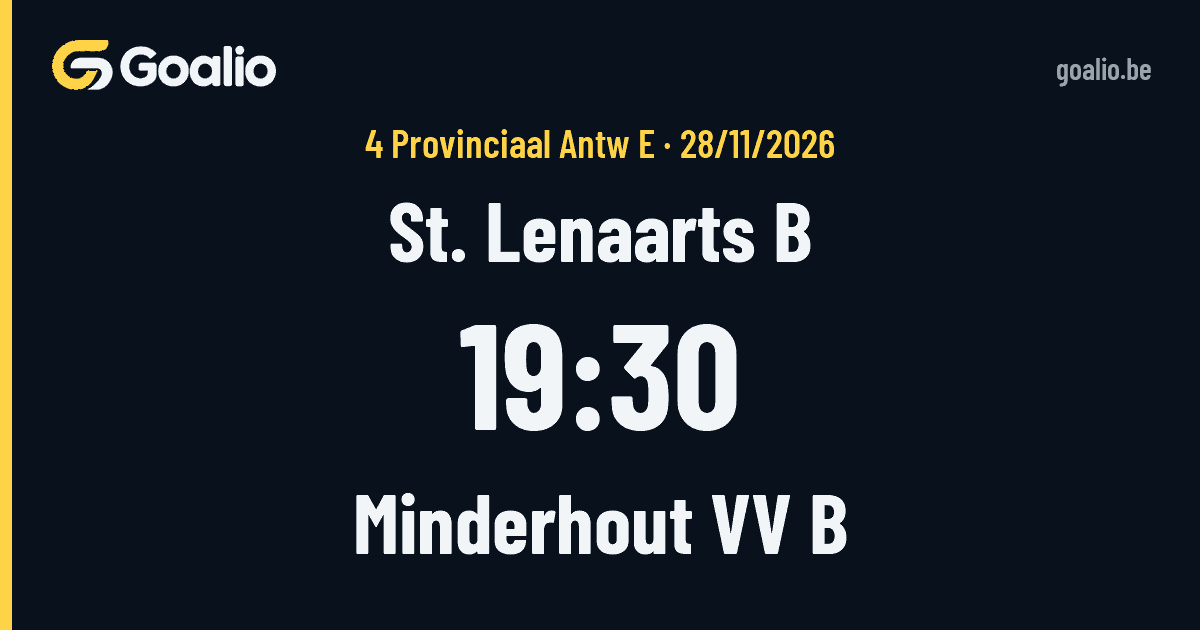 Goalio
goalio.be
4 Provinciaal Antw E · 28/11/2026
St. Lenaarts B
19:30
Minderhout VV B